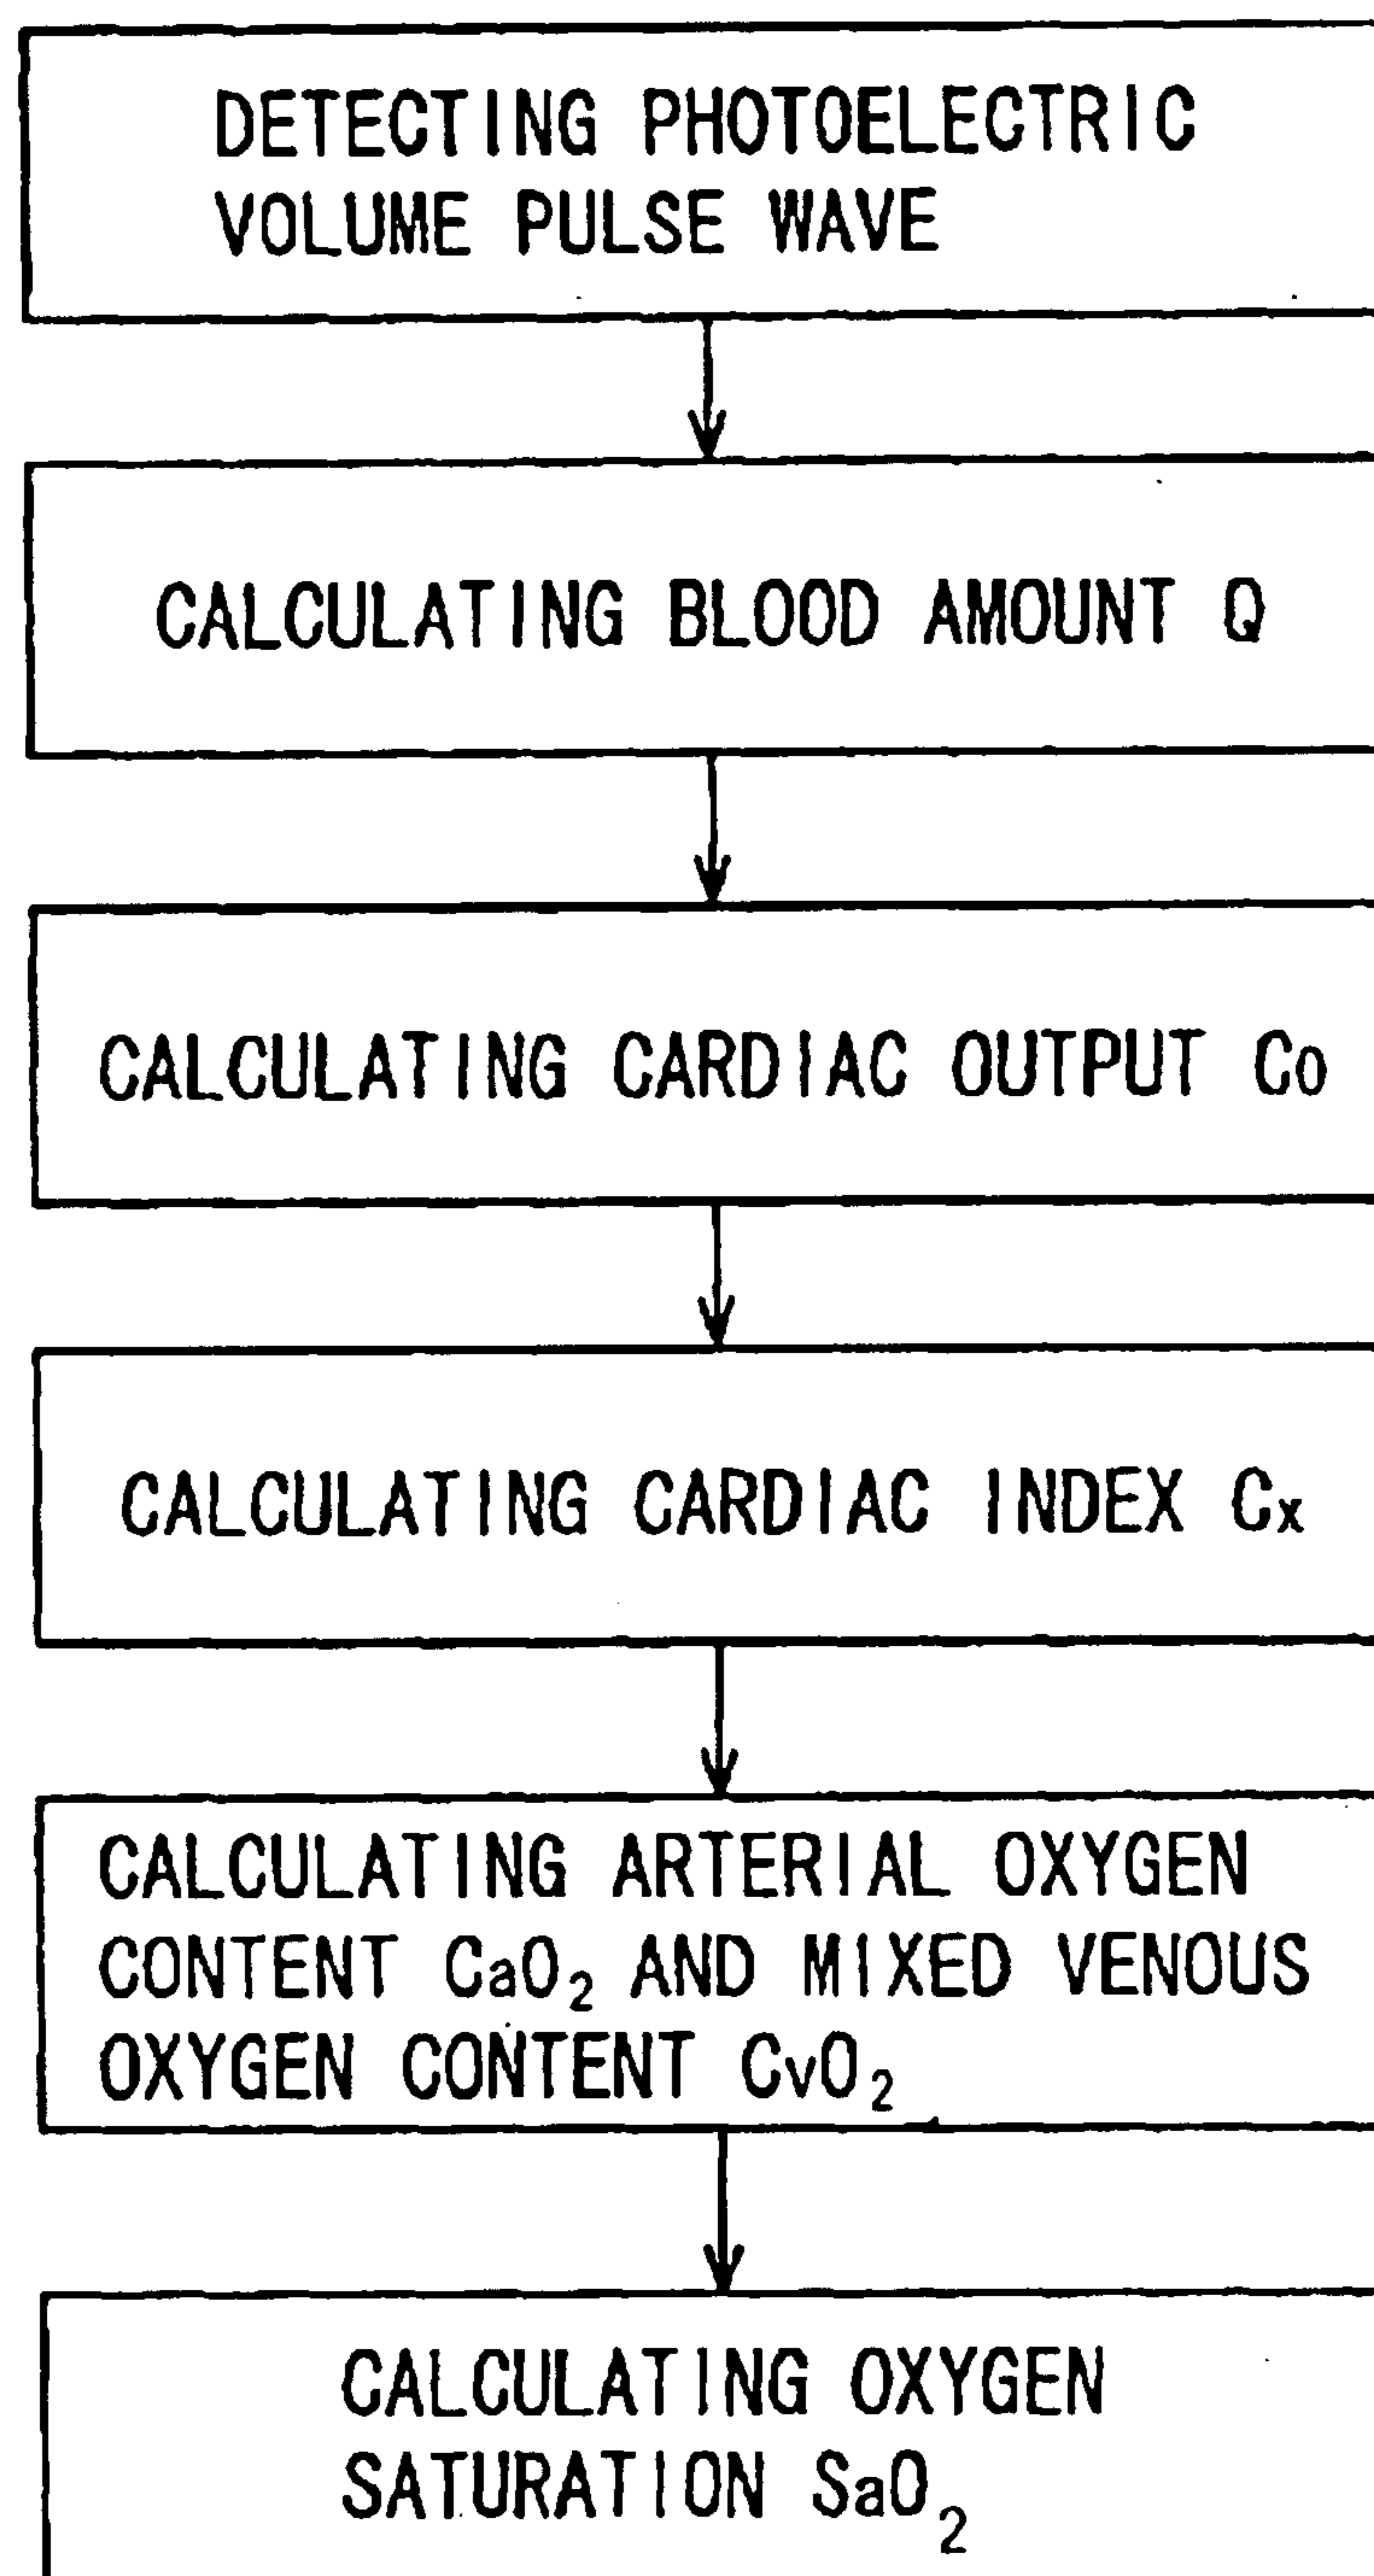 DETECTING PHOTOELECTRIC
VOLUME PULSE WAVE
CALCULATING BLOOD AMOUNT Q
CALCULATING CARDIAC OUTPUT Co
CALCULATING CARDIAC INDEX Cx
CALCULATING ARTERIAL OXYGEN
CONTENT CaO₂ AND MIXED VENOUS
OXYGEN CONTENT CvO₂
CALCULATING OXYGEN
SATURATION SaO₂